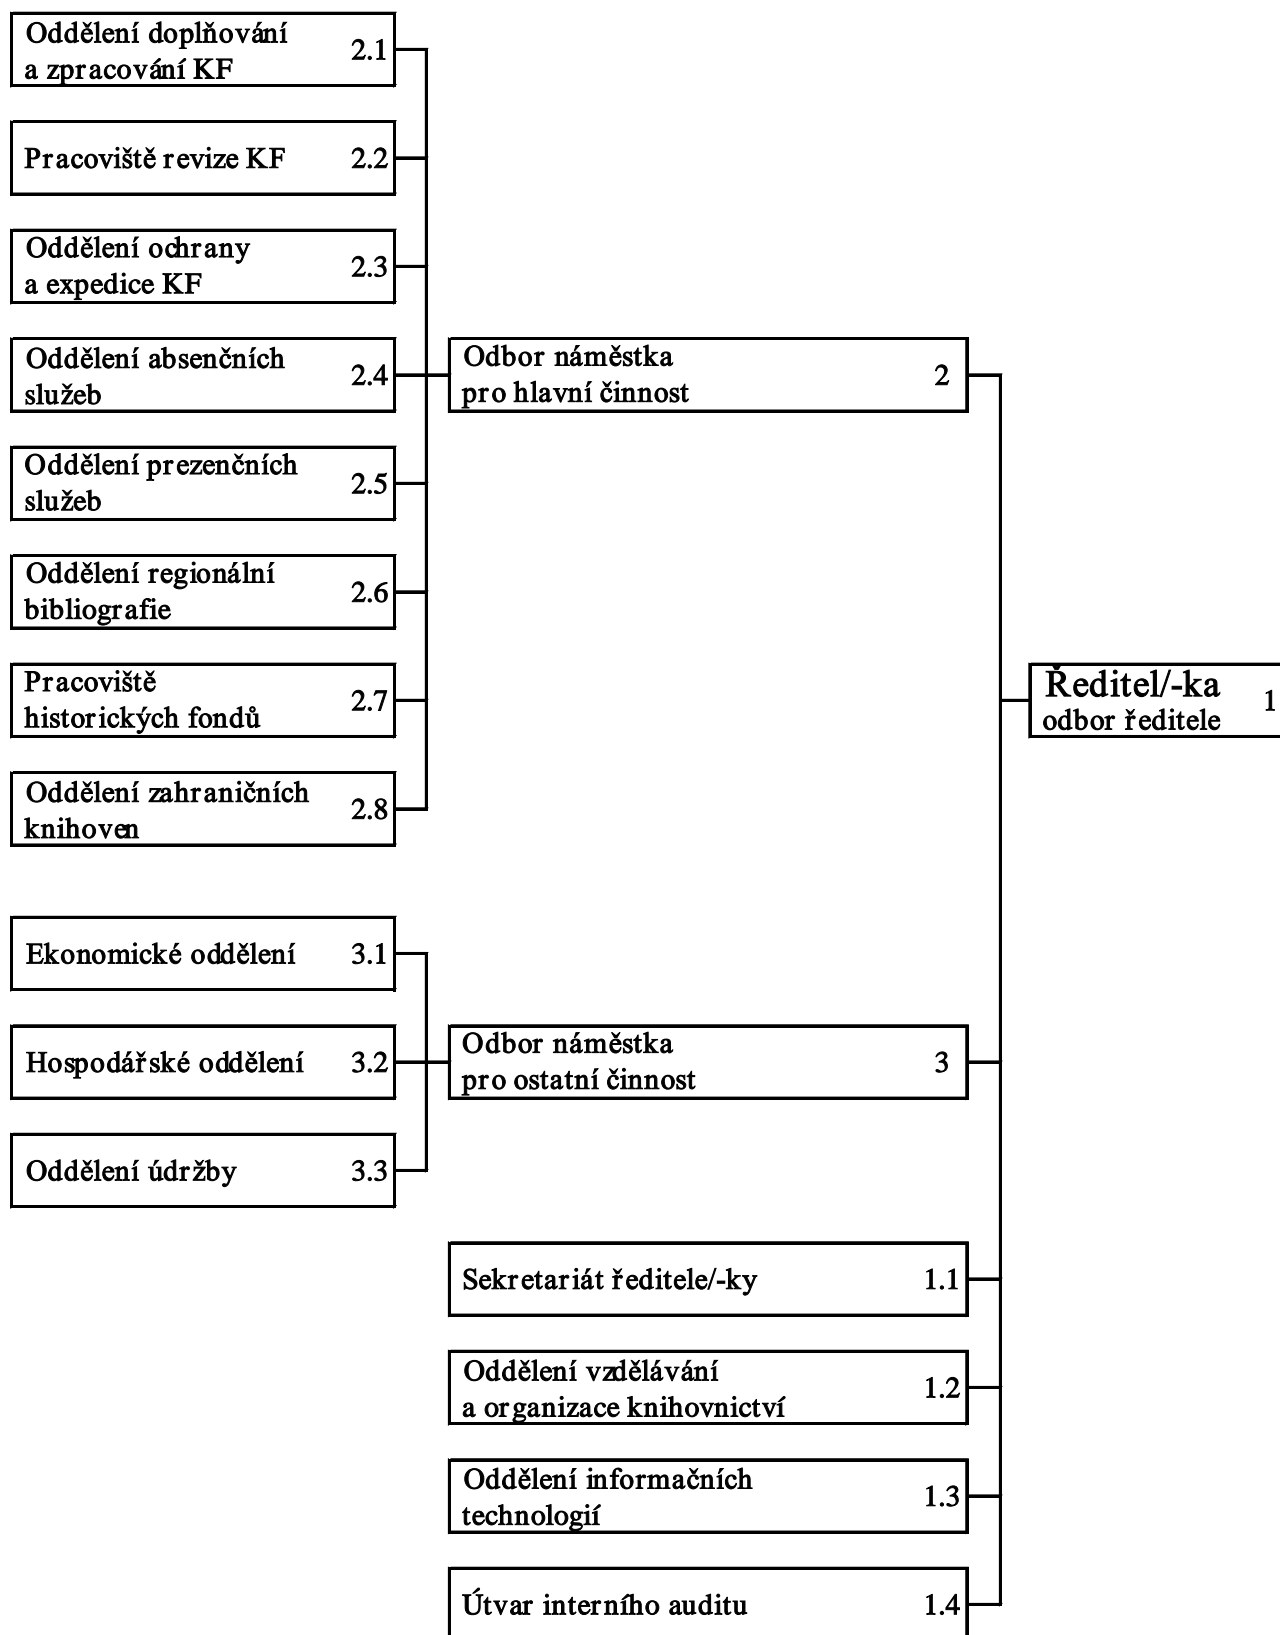 Oddělení doplňování
a zpracování KF
2.1
Pracoviště revize KF
2.2
Oddělení ochrany
a expedice KF
2.3
Oddělení absenčních
služeb
2.4
Oddělení prezenčních
služeb
2.5
Oddělení regionální
bibliografie
2.6
Pracoviště
historických fondů
2.7
Oddělení zahraničních
knihoven
2.8
Odbor náměstka
pro hlavní činnost
2
Ředitel/-ka
odbor ředitele
1
Ekonomické oddělení
3.1
Hospodářské oddělení
3.2
Oddělení údržby
3.3
Odbor náměstka
pro ostatní činnost
3
Sekretariát ředitele/-ky
1.1
Oddělení vzdělávání
a organizace knihovnictví
1.2
Oddělení informačních
technologií
1.3
Útvar interního auditu
1.4